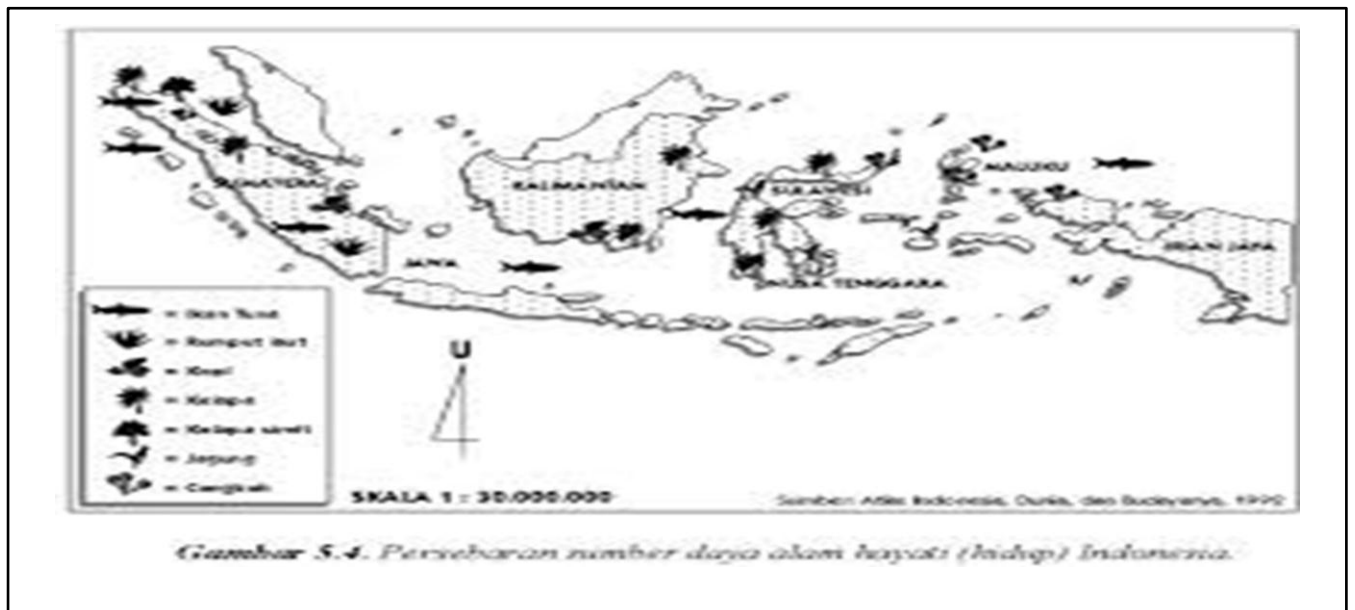 SUMATERA
KALIMANTAN
SULAWESI
MALUKU
IRIAN JAYA
JAWA
NUSA TENGGARA
= Ikan Tuna
= Rumput laut
= Kopi
= Kelapa
= Kelapa sawit
= Jagung
= Cengkeh
U
SKALA 1 : 30.000.000
Sumber: Atlas Indonesia, Dunia, dan Budayanya,
Gambar 5.4. Persebaran sumber daya alam hayati (hidup) Indonesia.